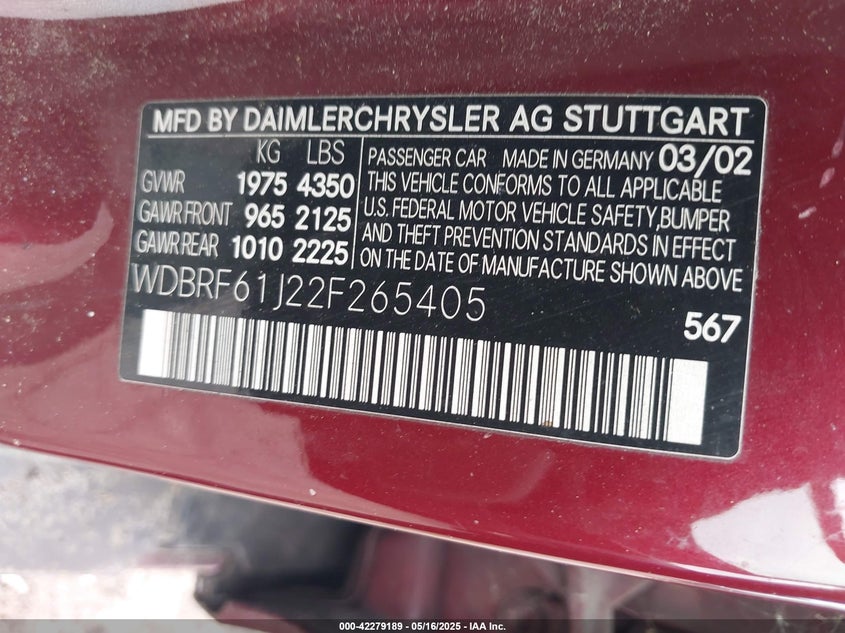 MFD BY DAIMLERCHRYSLER AG STUTTGART
KG LBS
GVWR 1975 4350
GAWR FRONT 965 2125
GAWR REAR 1010 2225
PASSENGER CAR MADE IN GERMANY 03/02
THIS VEHICLE CONFORMS TO ALL APPLICABLE
U.S. FEDERAL MOTOR VEHICLE SAFETY,BUMPER
AND THEFT PREVENTION STANDARDS IN EFFECT
ON THE DATE OF MANUFACTURE SHOWN ABOVE
WDBRF61J22F265405
567
000-42279189 - 05/16/2025 - IAA Inc.